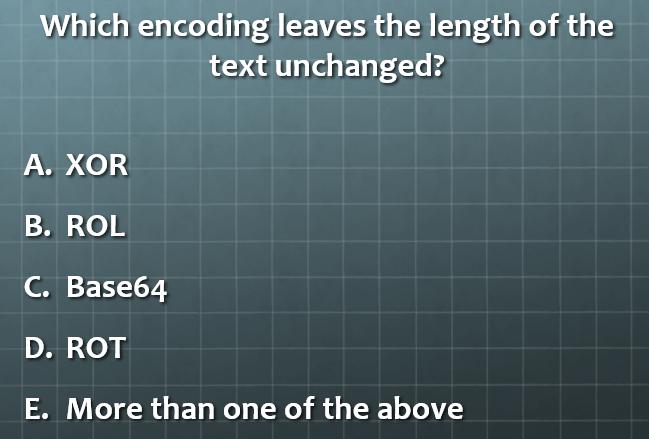 Which encoding leaves the length of the
text unchanged?
A. XOR
B. ROL
C. Base64
D. ROT
E. More than one of the above